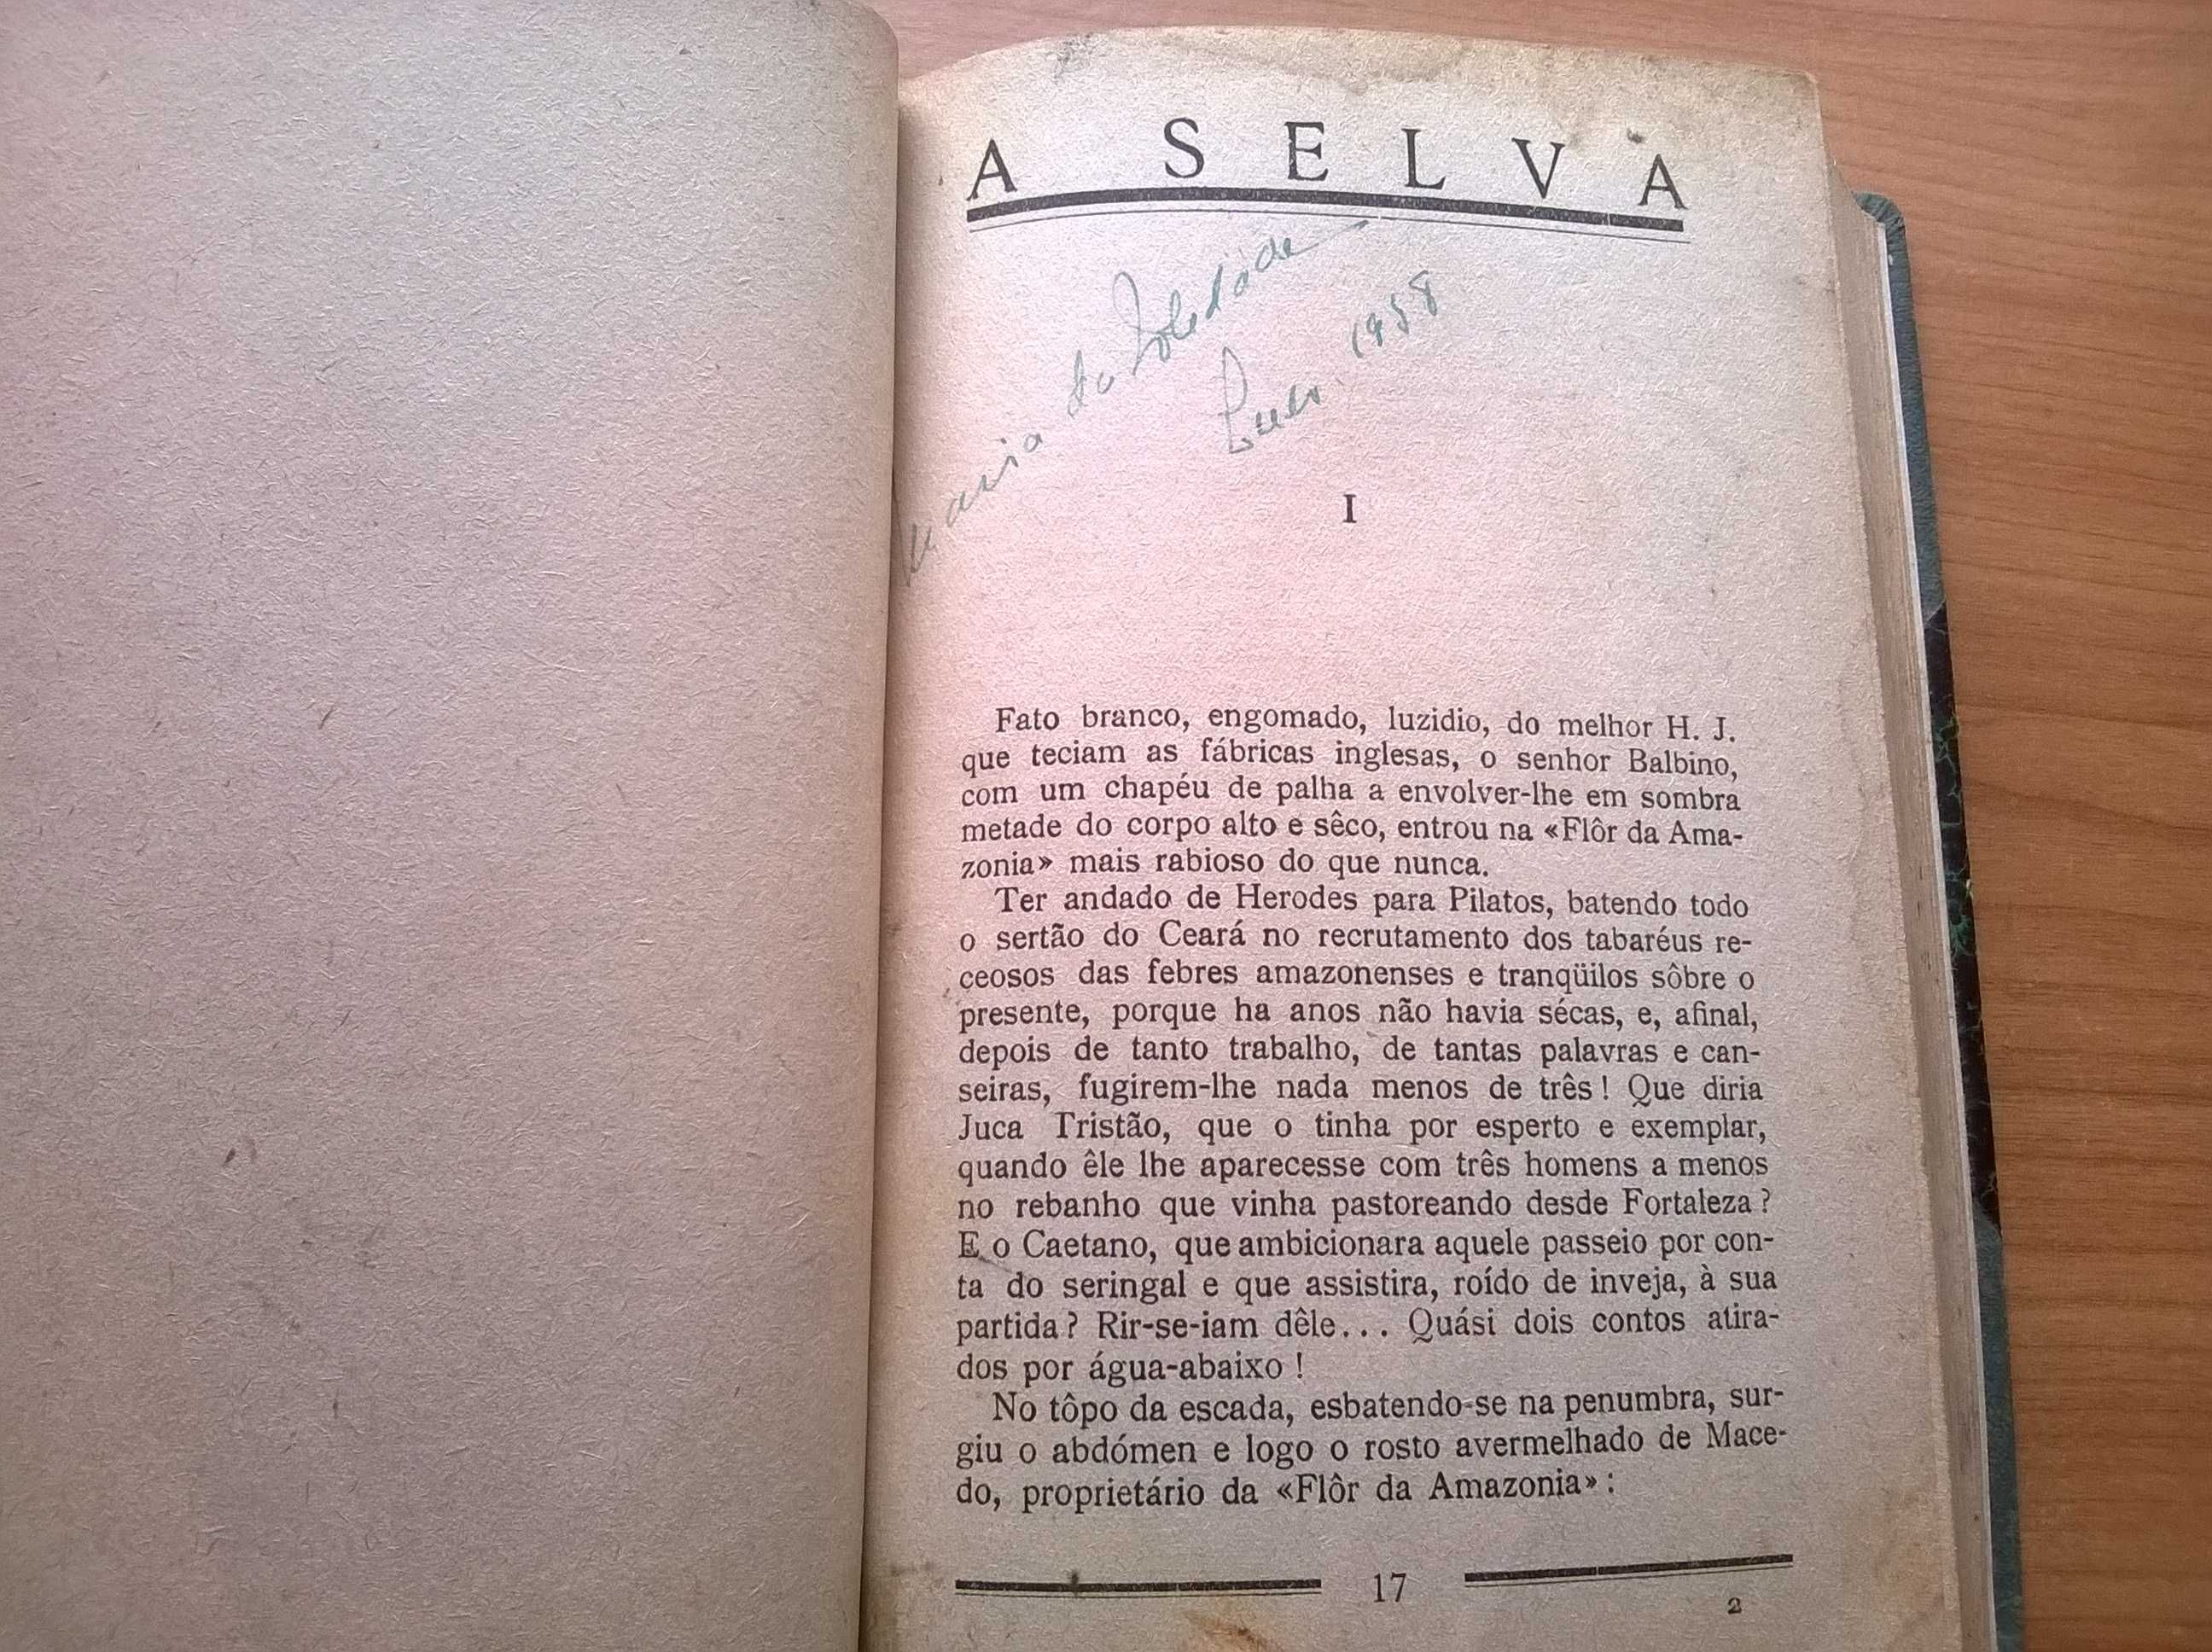 A SELVA
Maria da Soledade
1958
I
Fato branco, engomado, luzidio, do melhor H. J.
que teciam as fábricas inglesas, o senhor Balbino,
com um chapéu de palha a envolver-lhe em sombra
metade do corpo alto e sêco, entrou na «Flôr da Ama-
zonia» mais rabioso do que nunca.
Ter andado de Herodes para Pilatos, batendo todo
o sertão do Ceará no recrutamento dos tabaréus re-
ceosos das febres amazonenses e tranqüilos sôbre o
presente, porque ha anos não havia sécas, e, afinal,
depois de tanto trabalho, de tantas palavras e can-
seiras, fugirem-lhe nada menos de três! Que diria
Juca Tristão, que o tinha por esperto e exemplar,
quando êle lhe aparecesse com três homens a menos
no rebanho que vinha pastoreando desde Fortaleza?
E o Caetano, que ambicionara aquele passeio por con-
ta do seringal e que assistira, roído de inveja, à sua
partida? Rir-se-iam dêle... Quási dois contos atira-
dos por água-abaixo!
No tôpo da escada, esbatendo-se na penumbra, sur-
giu o abdómen e logo o rosto avermelhado de Mace-
do, proprietário da «Flôr da Amazonia»:
17
2